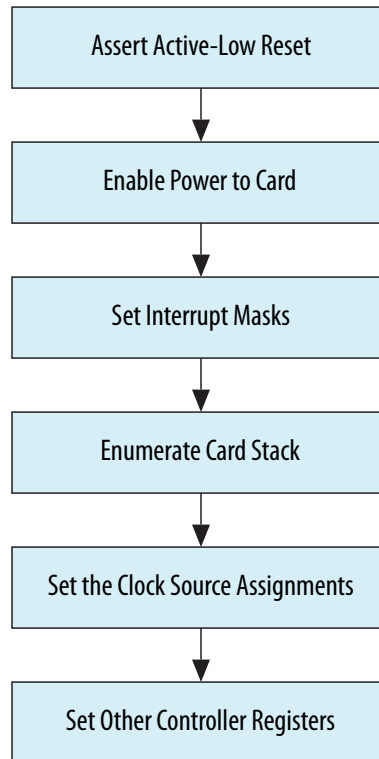 Assert Active-Low Reset
Enable Power to Card
Set Interrupt Masks
Enumerate Card Stack
Set the Clock Source Assignments
Set Other Controller Registers